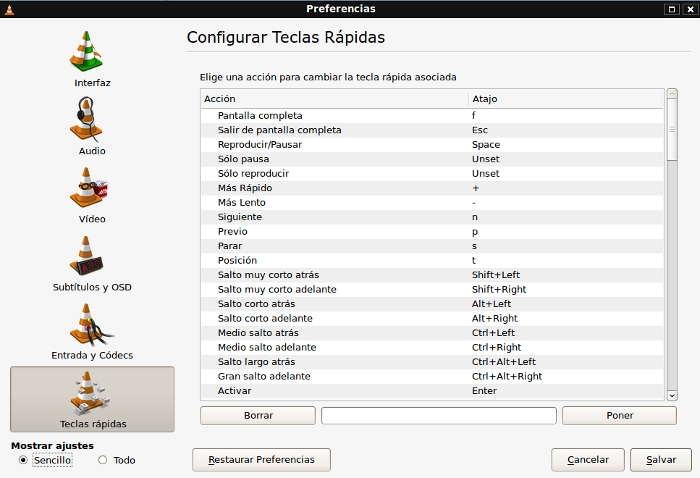 Preferencias
Configurar Teclas Rápidas
Interfaz
Audio
Vídeo
Subtítulos y OSD
Entrada y Códecs
Teclas rápidas
Elige una acción para cambiar la tecla rápida asociada
Acción Atajo
Pantalla completa f
Salir de pantalla completa Esc
Reproducir/Pausar Space
Sólo pausa Unset
Sólo reproducir Unset
Más Rápido +
Más Lento -
Siguiente n
Previo p
Parar s
Posición t
Salto muy corto atrás Shift+Left
Salto muy corto adelante Shift+Right
Salto corto atrás Alt+Left
Salto corto adelante Alt+Right
Medio salto atrás Ctrl+Left
Medio salto adelante Ctrl+Right
Salto largo atrás Ctrl+Alt+Left
Gran salto adelante Ctrl+Alt+Right
Activar Enter
Borrar Poner
Mostrar ajustes
Sencillo Todo
Restaurar Preferencias Cancelar Salvar